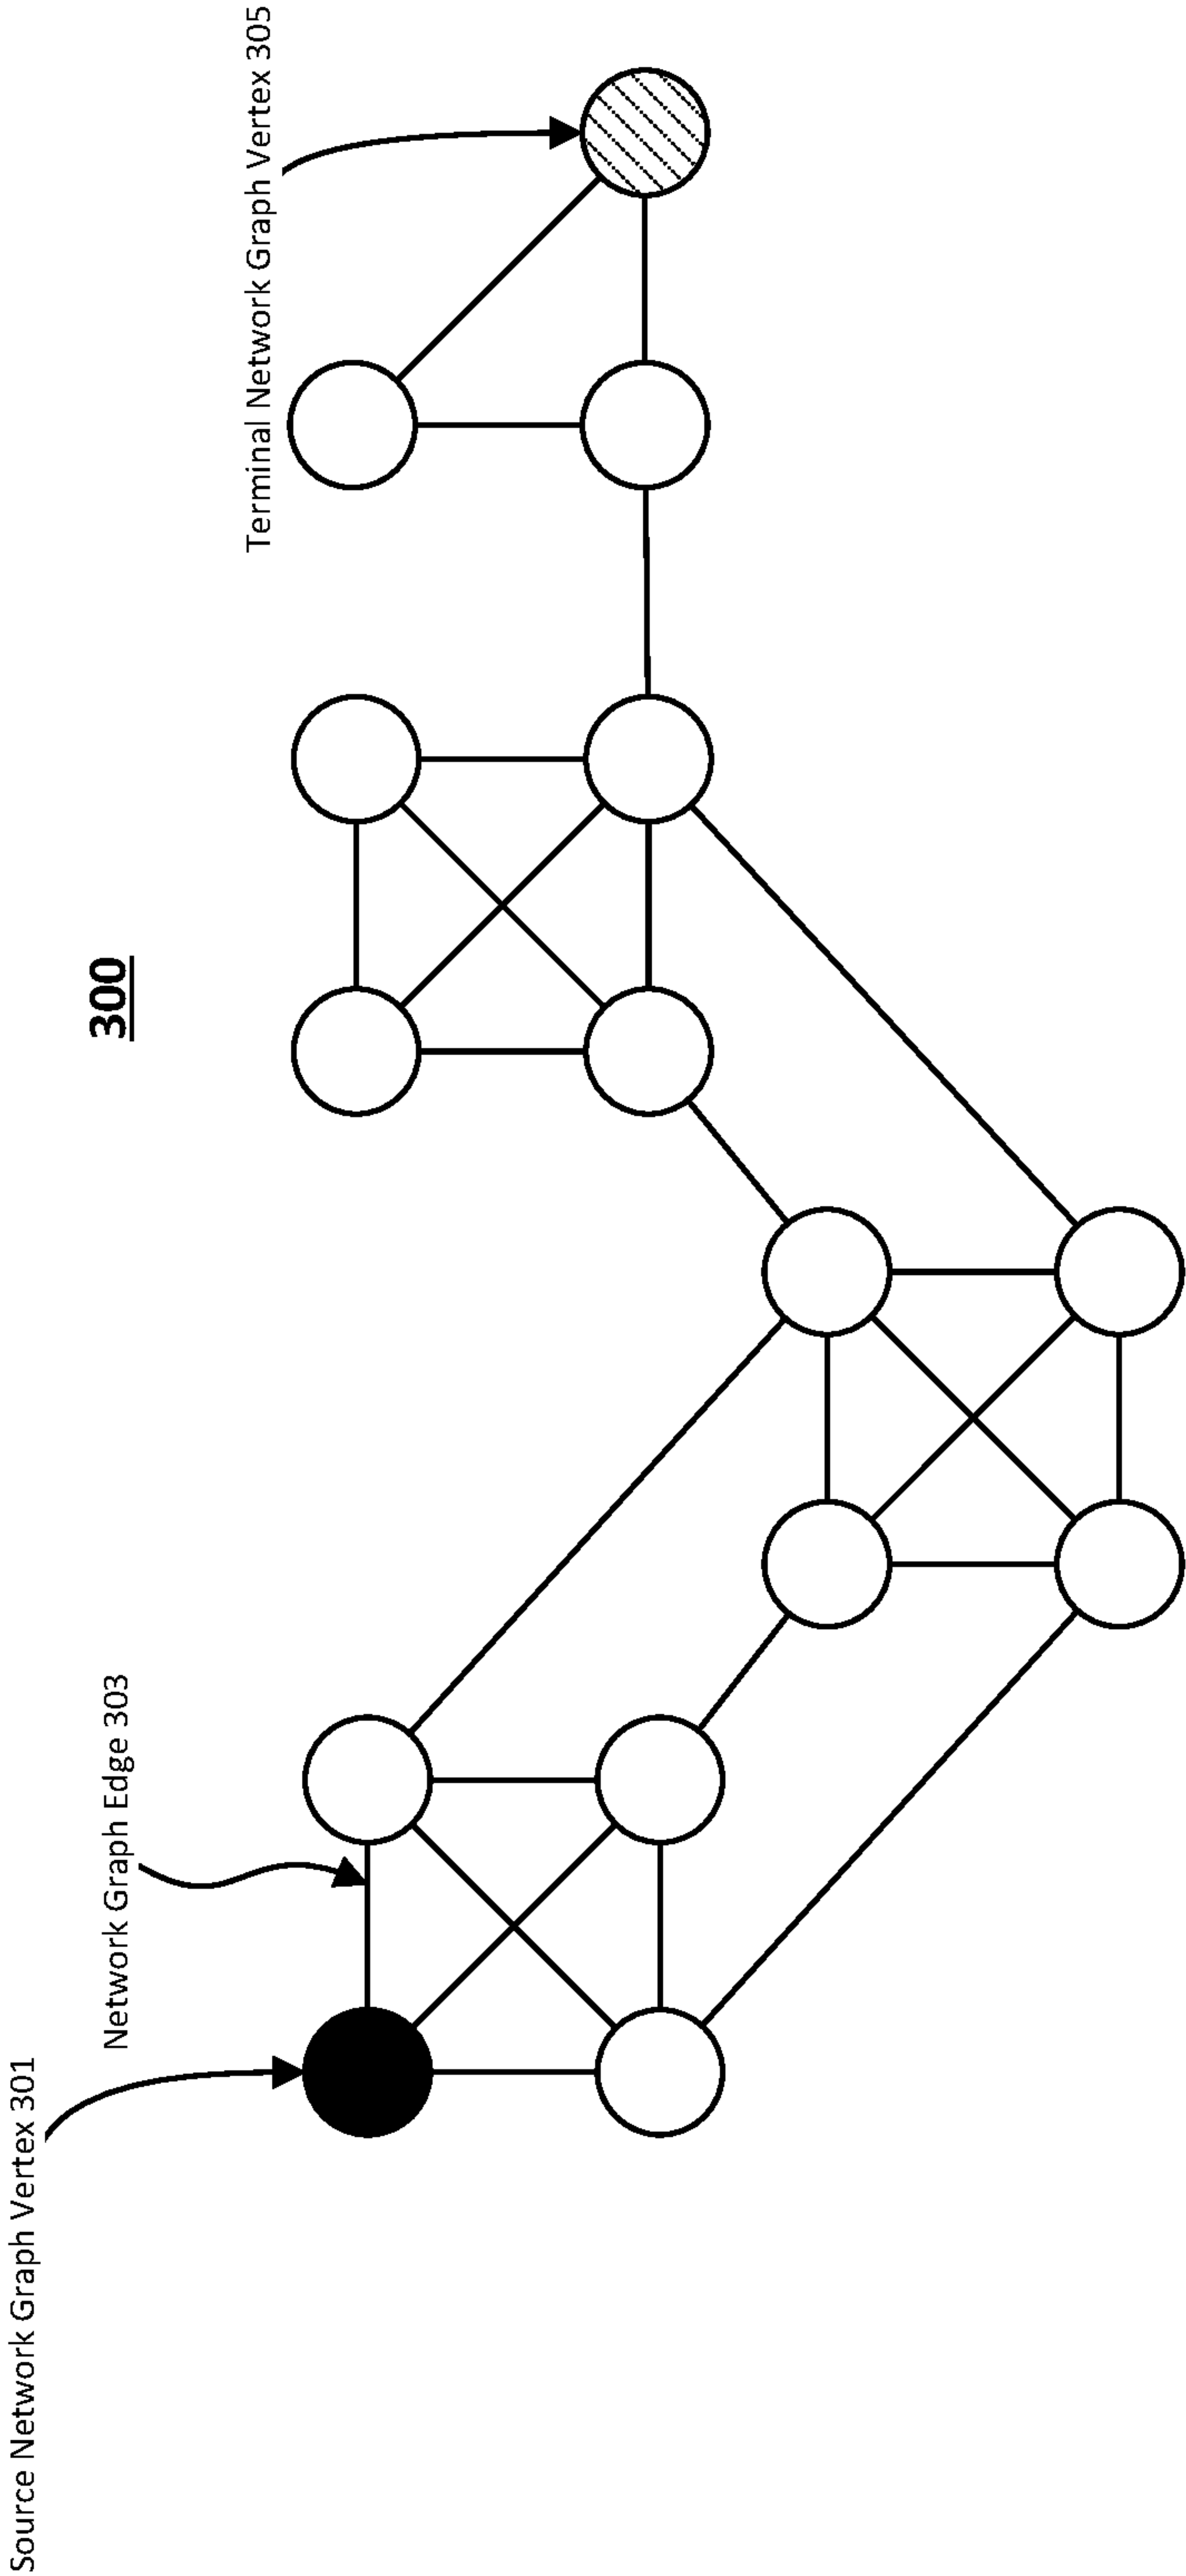 300
Source Network Graph Vertex 301
Network Graph Edge 303
Terminal Network Graph Vertex 305